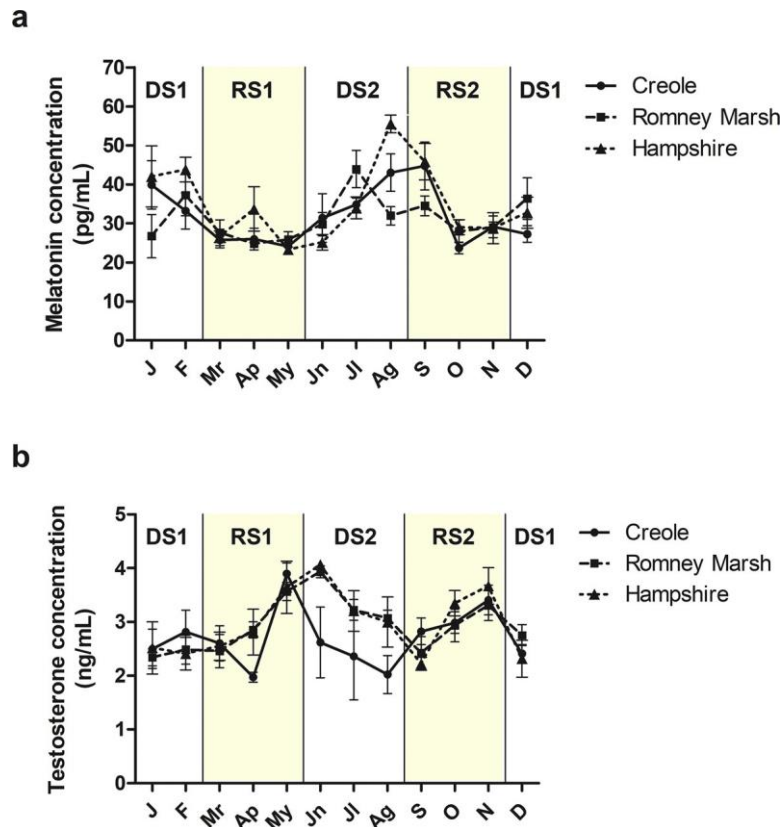 a
70
60
50
40
30
20
10
0
Melatonin concentration
(pg/mL)
DS1 RS1 DS2 RS2 DS1
J F Mr Ap My Jn Jl Ag S O N D
Creole
Romney Marsh
Hampshire
b
5
4
3
2
1
0
Testosterone concentration
(ng/mL)
DS1 RS1 DS2 RS2 DS1
J F Mr Ap My Jn Jl Ag S O N D
Creole
Romney Marsh
Hampshire